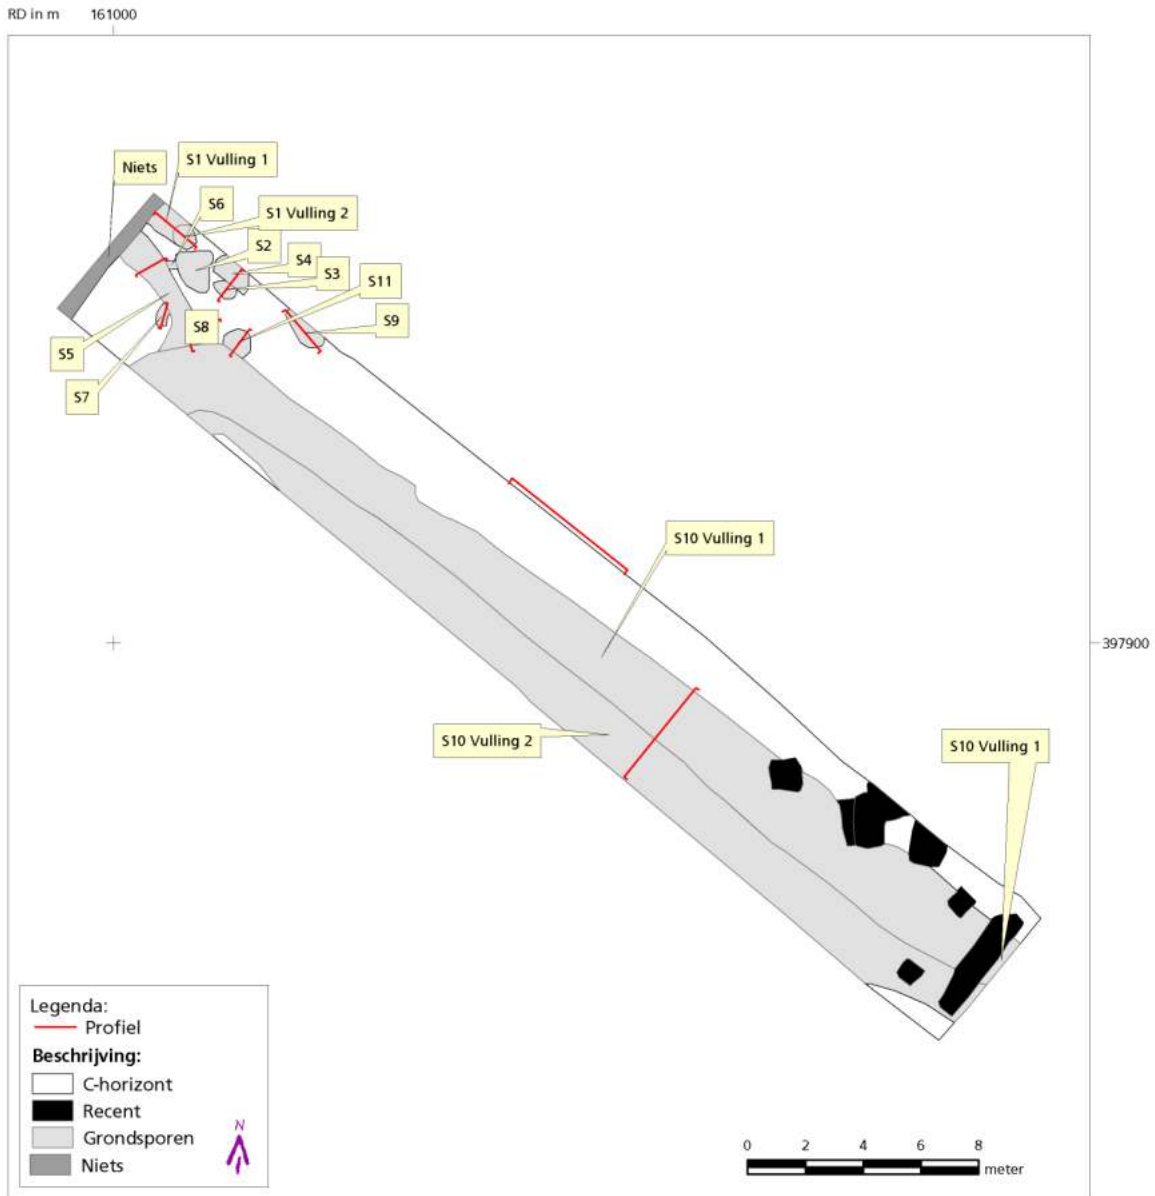 RD in m 161000
S1 Vulling 1
Niets
S6
S1 Vulling 2
S2
S4
S3
S11
S9
S8
S5
S7
S10 Vulling 1
397900
S10 Vulling 2
S10 Vulling 1
Legenda:
Profiel
Beschrijving:
C-horizont
Recent
Grondsporen
Niets
N
0 2 4 6 8
meter